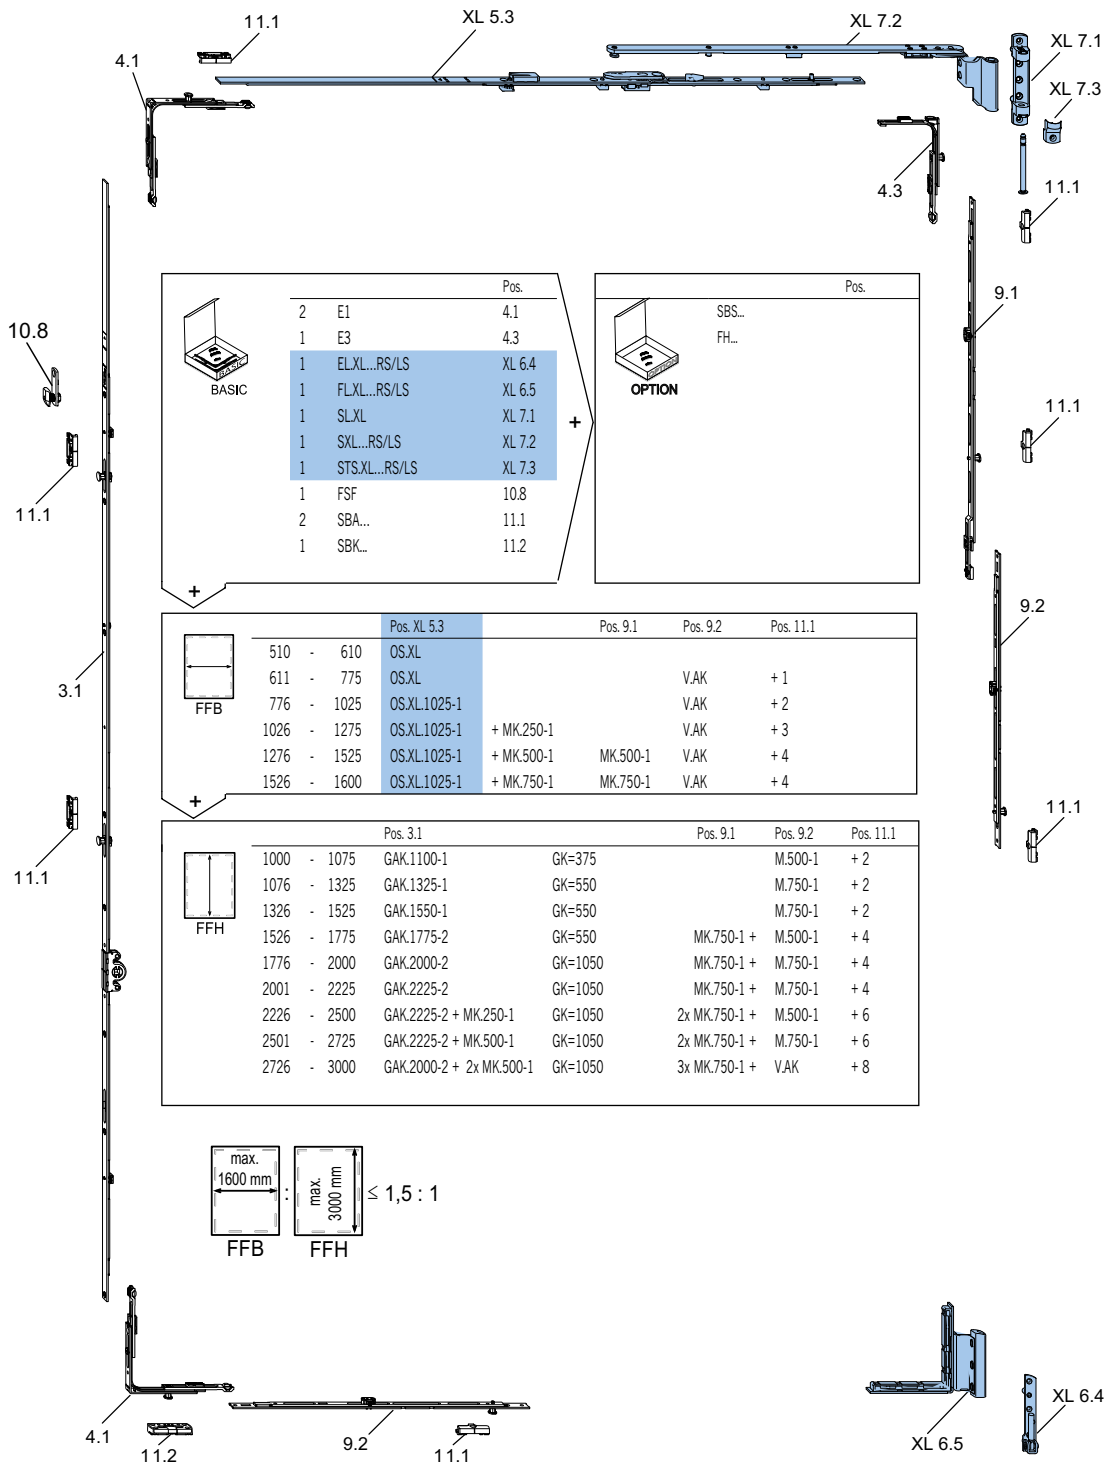 11.1
XL 5.3
XL 7.2
XL 7.1
4.1
XL 7.3
4.3
11.1
Pos.
2 E1 4.1
1 E3 4.3
1 EL.XL...RS/LS XL 6.4
1 FL.XL...RS/LS XL 6.5
1 SL.XL XL 7.1
1 SXL...RS/LS XL 7.2
1 STS.XL...RS/LS XL 7.3
1 FSF 10.8
2 SBA... 11.1
1 SBK... 11.2
BASIC
+
Pos.
SBS...
FH...
OPTION
9.1
10.8
11.1
11.1
+
Pos. XL 5.3 Pos. 9.1 Pos. 9.2 Pos. 11.1
510 - 610 OS.XL
611 - 775 OS.XL V.AK + 1
776 - 1025 OS.XL.1025-1 V.AK + 2
1026 - 1275 OS.XL.1025-1 + MK.250-1 V.AK + 3
1276 - 1525 OS.XL.1025-1 + MK.500-1 MK.500-1 V.AK + 4
1526 - 1600 OS.XL.1025-1 + MK.750-1 MK.750-1 V.AK + 4
FFB
9.2
3.1
+
Pos. 3.1 Pos. 9.1 Pos. 9.2 Pos. 11.1
1000 - 1075 GAK.1100-1 GK=375 M.500-1 + 2
1076 - 1325 GAK.1325-1 GK=550 M.750-1 + 2
1326 - 1525 GAK.1550-1 GK=550 M.750-1 + 2
1526 - 1775 GAK.1775-2 GK=550 MK.750-1 + M.500-1 + 4
1776 - 2000 GAK.2000-2 GK=1050 MK.750-1 + M.750-1 + 4
2001 - 2225 GAK.2225-2 GK=1050 MK.750-1 + M.750-1 + 4
2226 - 2500 GAK.2225-2 + MK.250-1 GK=1050 2x MK.750-1 + M.500-1 + 6
2501 - 2725 GAK.2225-2 + MK.500-1 GK=1050 2x MK.750-1 + M.750-1 + 6
2726 - 3000 GAK.2000-2 + 2x MK.500-1 GK=1050 3x MK.750-1 + V.AK + 8
FFH
11.1
11.1
max.
1600 mm
FFB
:
max.
3000 mm
FFH
≤ 1,5 : 1
4.1
11.2
9.2
11.1
XL 6.5
XL 6.4